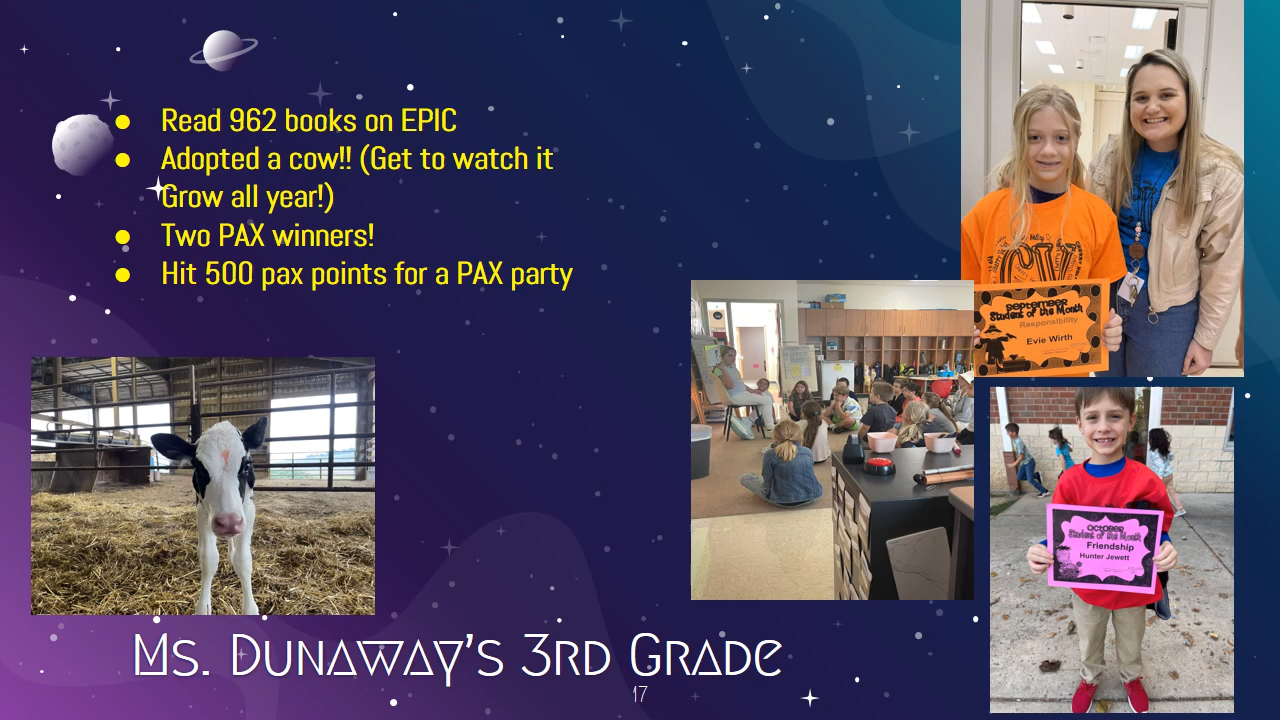 ● Read 962 books on EPIC
● Adopted a cow!! (Get to watch it
Grow all year!)
● Two PAX winners!
● Hit 500 pax points for a PAX party
CV
September
Student of the Month
Responsibility
Evie Wirth
October
Student of the Month
Friendship
Hunter Jewett
Ms. Dunaway's 3rd Grade
17